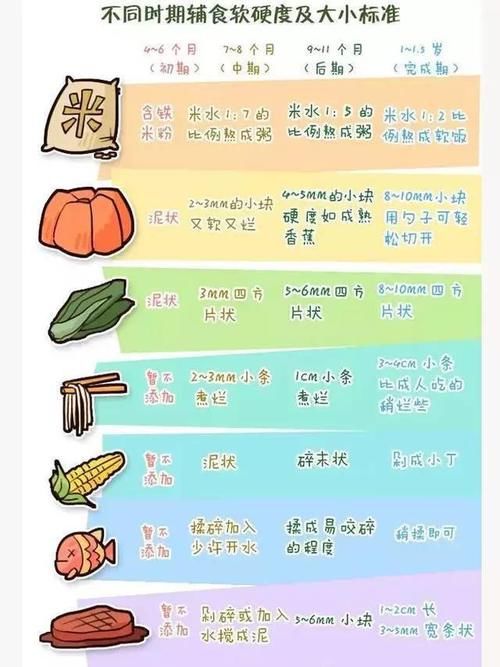 不同时期辅食软硬度及大小标准
4~6 个月 7~8 个月 9~11 个月 1~1.5 岁
（初期） （中期） （后期） （完成期）
米
含铁 米水1:7的 米水1:5的 米水1:2比
米粉 比例熬成粥 比例熬成粥 例熬成软饭
泥状 2~3mm的小块 4~5mm的小块 8~10mm小块
又软又烂 硬度如成熟 用勺子可轻
香蕉 松切开
泥状 3mm四方 5~6mm四方 8~10mm四方
片状 片状 片状
暂不 2~3mm小条 1cm小条 3~4cm小条
添加 煮烂 煮烂 比成人吃的
稍烂些
暂不 泥状 碎末状 剁成小丁
添加
暂不 揉碎加入 揉成易咬碎 稍揉即可
添加 少许开水 的程度
暂不 剁碎或加入 5~6mm小块 1~2cm长
添加 水搅成泥 3~5mm宽条状